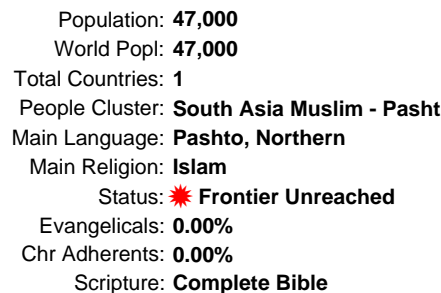 Population: 47,000
World Popl: 47,000
Total Countries: 1
People Cluster: South Asia Muslim - Pasht
Main Language: Pashto, Northern
Main Religion: Islam
Status: Frontier Unreached
Evangelicals: 0.00%
Chr Adherents: 0.00%
Scripture: Complete Bible